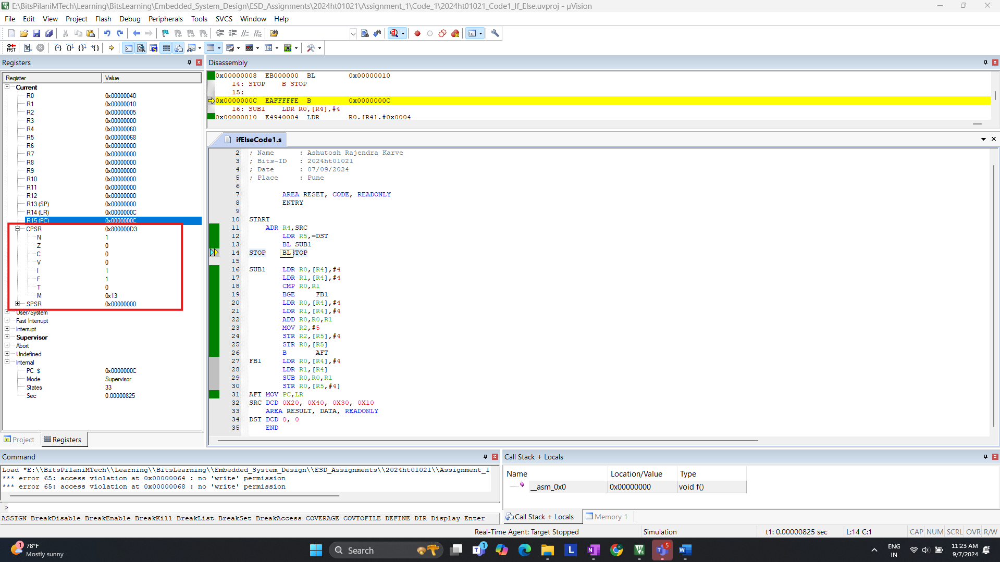 E:\BitsPilaniMTech\Learning\BitsLearning\Embedded_System_Design\ESD_Assignments\2024ht01021\Assignment_1\Code_1\2024ht01021_Code1_If_Else.uvproj - µVision
File Edit View Project Flash Debug Peripherals Tools SVCS Window Help
Registers
Register Value
Current
R0 0x00000040
R1 0x00000010
R2 0x00000005
R3 0x00000000
R4 0x00000060
R5 0x00000068
R6 0x00000000
R7 0x00000000
R8 0x00000000
R9 0x00000000
R10 0x00000000
R11 0x00000000
R12 0x00000000
R13 (SP) 0x00000000
R14 (LR) 0x0000000C
R15 (PC) 0x0000000C
CPSR 0x800000D3
N 1
Z 0
C 0
V 0
I 1
F 1
T 0
M 0x13
SPSR 0x00000000
User/System
Fast Interrupt
Interrupt
Supervisor
Abort
Undefined
Internal
PC $ 0x0000000C
Mode Supervisor
States 33
Sec 0.00000825
Project Registers
Disassembly
0x00000008 EB000000 BL 0x00000010
14: STOP B STOP
15:
0x0000000C EAFFFFFE B 0x0000000C
16: SUB1 LDR R0,[R4],#4
0x00000010 E4940004 LDR R0,[R4],#0x0004
ifElseCode1.s
2 ; Name : Ashutosh Rajendra Karve
3 ; Bits-ID : 2024ht01021
4 ; Date : 07/09/2024
5 ; Place : Pune
6
7 AREA RESET, CODE, READONLY
8 ENTRY
9
10 START
11 ADR R4,SRC
12 LDR R5,=DST
13 BL SUB1
14 STOP BL STOP
15
16 SUB1 LDR R0,[R4],#4
17 LDR R1,[R4],#4
18 CMP R0,R1
19 BGE FB1
20 LDR R0,[R4],#4
21 LDR R1,[R4],#4
22 ADD R0,R0,R1
23 MOV R2,#5
24 STR R2,[R5],#4
25 STR R0,[R5]
26 B AFT
27 FB1 LDR R0,[R4],#4
28 LDR R1,[R4]
29 SUB R0,R0,R1
30 STR R0,[R5,#4]
31 AFT MOV PC,LR
32 SRC DCD 0X20, 0X40, 0X30, 0X10
33 AREA RESULT, DATA, READONLY
34 DST DCD 0, 0
35 END
Command
Load "E:\\BitsPilaniMTech\\Learning\\BitsLearning\\Embedded_System_Design\\ESD_Assignments\\2024ht01021\\Assignment_1
*** error 65: access violation at 0x00000064 : no 'write' permission
*** error 65: access violation at 0x00000068 : no 'write' permission
>
ASSIGN BreakDisable BreakEnable BreakKill BreakList BreakSet BreakAccess COVERAGE COVTOFILE DEFINE DIR Display Enter
Call Stack + Locals
Name Location/Value Type
__asm_0x0 0x00000000 void f()
Call Stack + Locals Memory 1
Real-Time Agent: Target Stopped Simulation t1: 0.00000825 sec L:14 C:1 CAP NUM SCRL OVR R/W
1 78°F
Mostly sunny
Search
1
5
ENG
IN
11:23 AM
9/7/2024